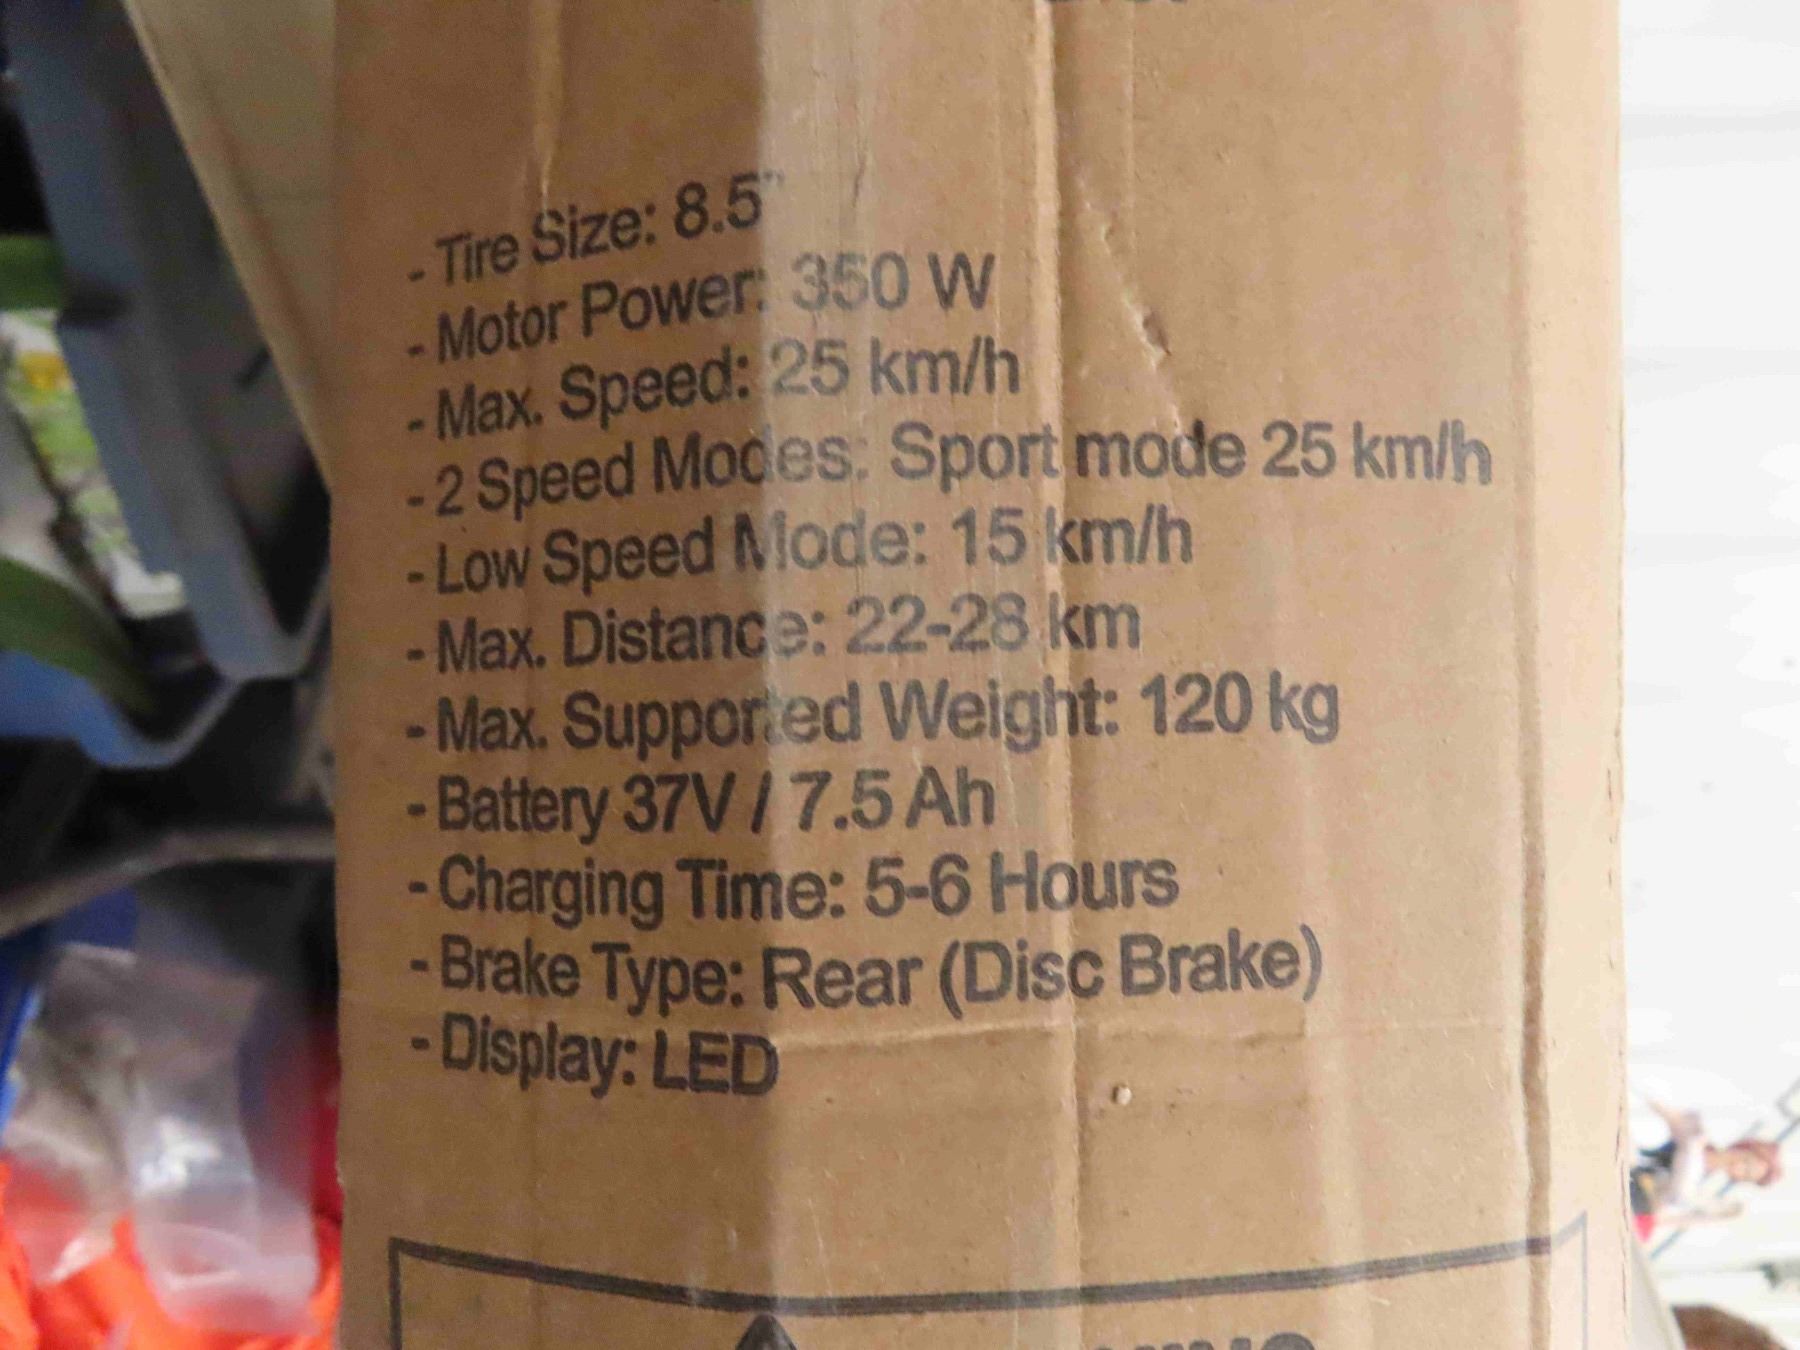 - Tire Size: 8.5"
- Motor Power: 350 W
- Max. Speed: 25 km/h
- 2 Speed Modes: Sport mode 25 km/h
- Low Speed Mode: 15 km/h
- Max. Distance: 22-28 km
- Max. Supported Weight: 120 kg
- Battery 37V / 7.5 Ah
- Charging Time: 5-6 Hours
- Brake Type: Rear (Disc Brake)
- Display: LED